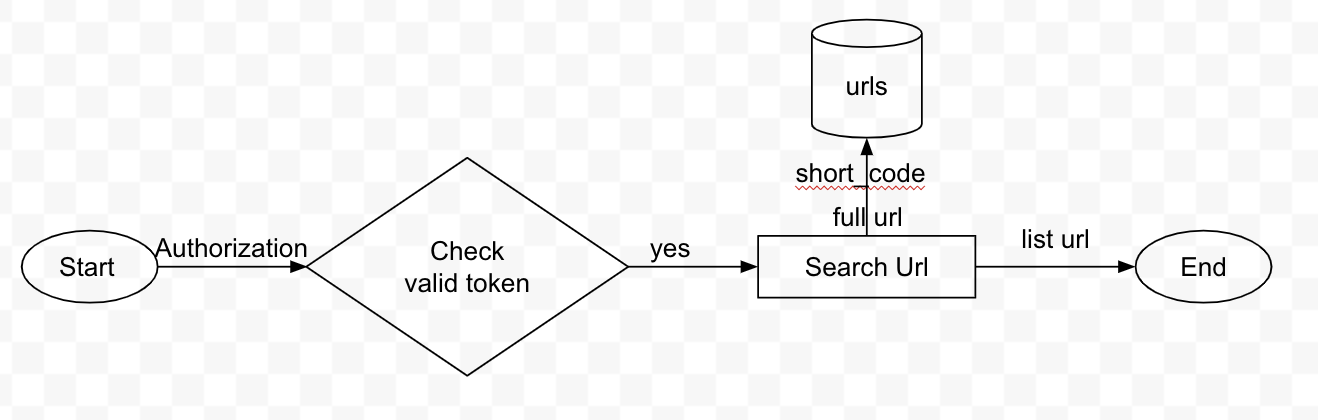 urls
short_code
full url
Start
Authorization
Check
valid token
yes
Search Url
list url
End